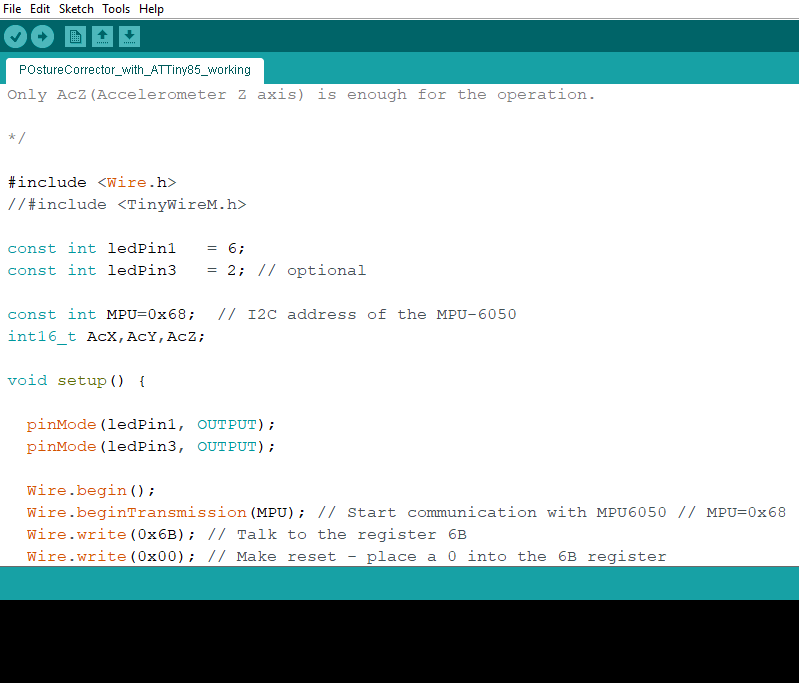 File Edit Sketch Tools Help
POstureCorrector_with_ATTiny85_working
Only AcZ(Accelerometer Z axis) is enough for the operation.
*/
#include <Wire.h>
//#include <TinyWireM.h>
const int ledPin1   = 6;
const int ledPin3   = 2; // optional
const int MPU=0x68;  // I2C address of the MPU-6050
int16_t AcX,AcY,AcZ;
void setup() {
  pinMode(ledPin1, OUTPUT);
  pinMode(ledPin3, OUTPUT);
  Wire.begin();
  Wire.beginTransmission(MPU); // Start communication with MPU6050 // MPU=0x68
  Wire.write(0x6B); // Talk to the register 6B
  Wire.write(0x00); // Make reset - place a 0 into the 6B register